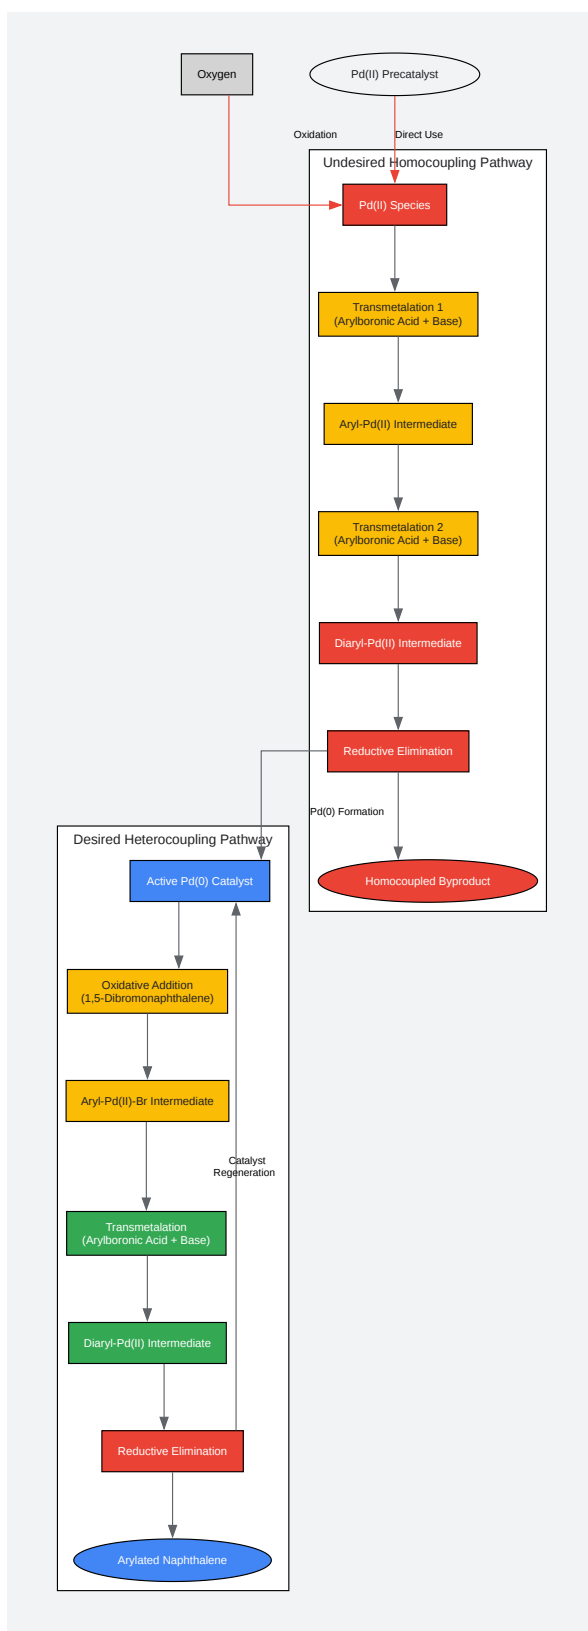 Oxygen
Pd(II) Precatalyst
Oxidation
Direct Use
Undesired Homocoupling Pathway
Pd(II) Species
Transmetalation 1
(Arylboronic Acid + Base)
Aryl-Pd(II) Intermediate
Transmetalation 2
(Arylboronic Acid + Base)
Diaryl-Pd(II) Intermediate
Reductive Elimination
Pd(0) Formation
Homocoupled Byproduct
Desired Heterocoupling Pathway
Active Pd(0) Catalyst
Oxidative Addition
(1,5-Dibromonaphthalene)
Aryl-Pd(II)-Br Intermediate
Catalyst
Regeneration
Transmetalation
(Arylboronic Acid + Base)
Diaryl-Pd(II) Intermediate
Reductive Elimination
Arylated Naphthalene